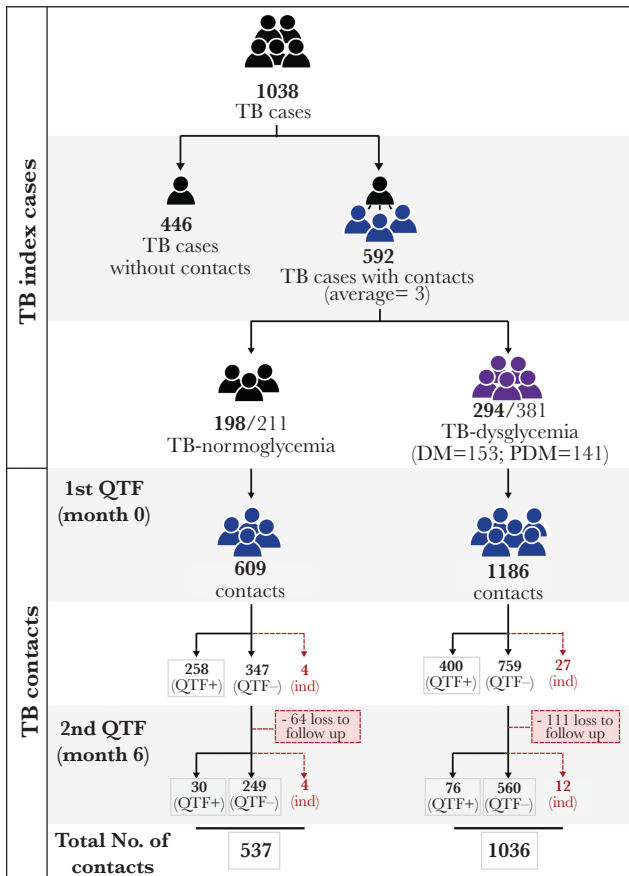 TB index cases
1038
TB cases
446
TB cases
without contacts
592
TB cases with contacts
(average= 3)
198/211
TB-normoglycemia
294/381
TB-dysglycemia
(DM=153; PDM=141)
TB contacts
1st QTF
(month 0)
609
contacts
1186
contacts
258
(QTF+)
347
(QTF–)
4
(ind)
400
(QTF+)
759
(QTF–)
27
(ind)
2nd QTF
(month 6)
- 64 loss to
follow up
- 111 loss to
follow up
30
(QTF+)
249
(QTF–)
4
(ind)
76
(QTF+)
560
(QTF–)
12
(ind)
Total No. of
contacts
537
1036